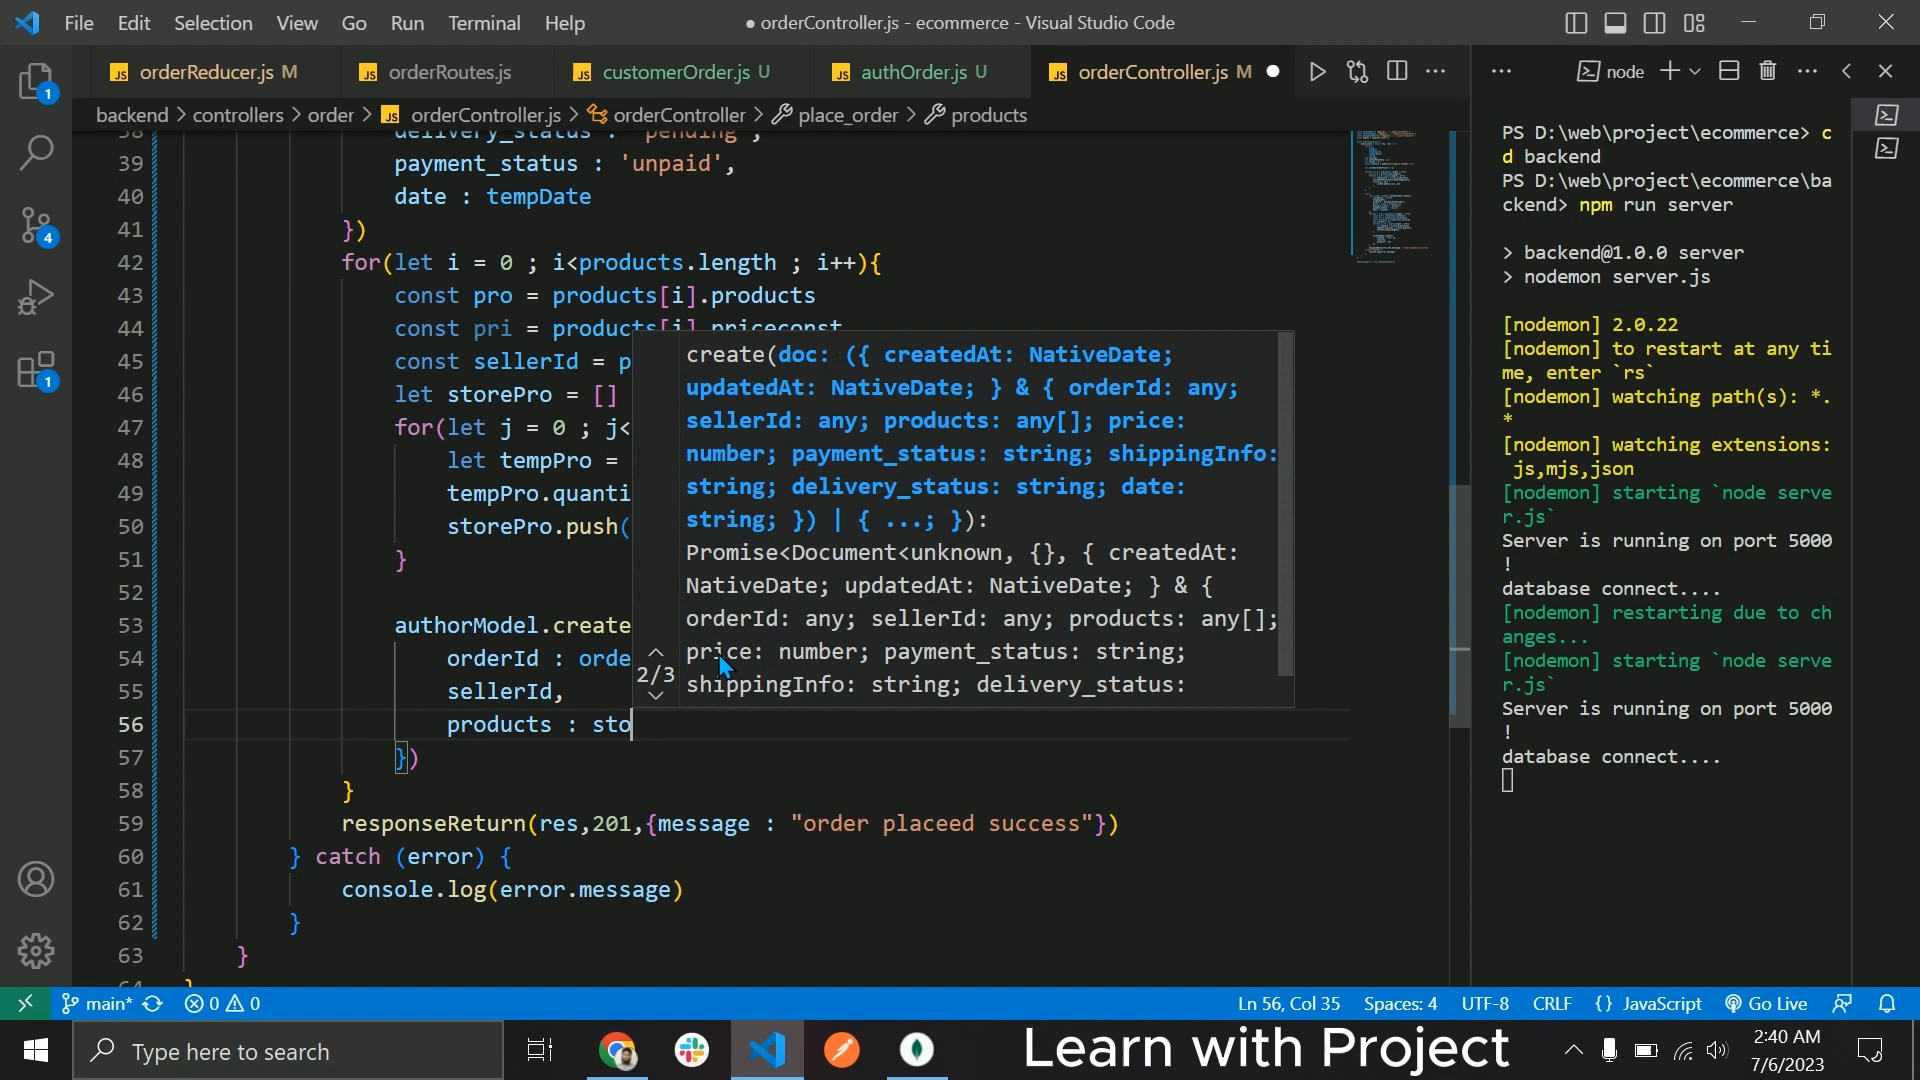 File Edit Selection View Go Run Terminal Help
● orderController.js - ecommerce - Visual Studio Code
JS orderReducer.js M
JS orderRoutes.js
JS customerOrder.js U
JS authOrder.js U
JS orderController.js M
node
backend > controllers > order > JS orderController.js > orderController > place_order > products
38 delivery_status : 'pending',
39 payment_status : 'unpaid',
40 date : tempDate
41 })
42 for(let i = 0 ; i<products.length ; i++){
43 const pro = products[i].products
44 const pri = products[i].priceconst
45 const sellerId = p
46 let storePro = []
47 for(let j = 0 ; j<
48 let tempPro =
49 tempPro.quanti
50 storePro.push(
51 }
52
53 authorModel.create
54 orderId : orde
55 sellerId,
56 products : sto
57 })
58 }
59 responseReturn(res,201,{message : "order placeed success"})
60 } catch (error) {
61 console.log(error.message)
62 }
63 }
64 }
create(doc: ({ createdAt: NativeDate;
updatedAt: NativeDate; } & { orderId: any;
sellerId: any; products: any[]; price:
number; payment_status: string; shippingInfo:
string; delivery_status: string; date:
string; }) | { ...; }):
Promise<Document<unknown, {}, { createdAt:
NativeDate; updatedAt: NativeDate; } & {
orderId: any; sellerId: any; products: any[];
price: number; payment_status: string;
shippingInfo: string; delivery_status:
2/3
PS D:\web\project\ecommerce> c
d backend
PS D:\web\project\ecommerce\ba
ckend> npm run server
> backend@1.0.0 server
> nodemon server.js
[nodemon] 2.0.22
[nodemon] to restart at any ti
me, enter `rs`
[nodemon] watching path(s): *.
*
[nodemon] watching extensions:
js,mjs,json
[nodemon] starting `node serve
r.js`
Server is running on port 5000
!
database connect....
[nodemon] restarting due to ch
anges...
[nodemon] starting `node serve
r.js`
Server is running on port 5000
!
database connect....
1
4
1
main* 0 0
Ln 56, Col 35 Spaces: 4 UTF-8 CRLF {} JavaScript Go Live
Type here to search
Learn with Project
2:40 AM
7/6/2023